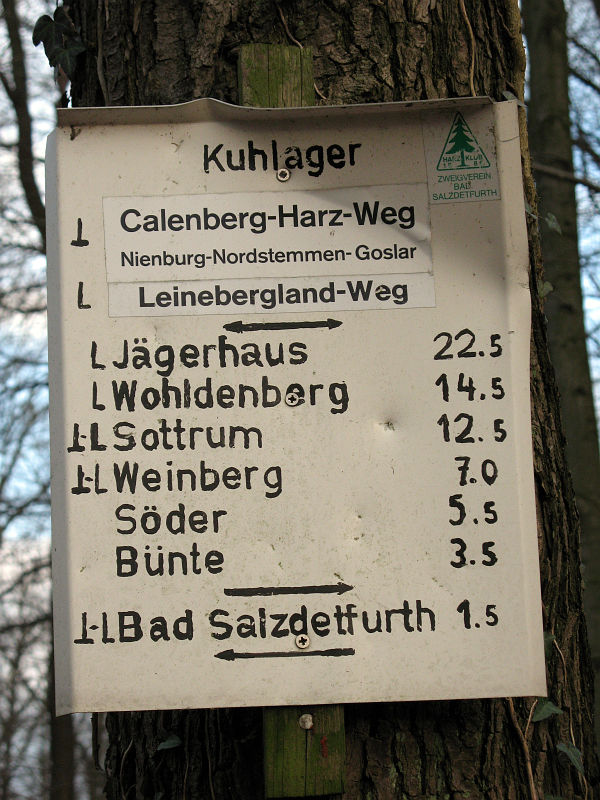 Kuhlager
HARZ KLUB
ZWEIGVEREIN
BAD
SALZDETFURTH
⊥ Calenberg-Harz-Weg
Nienburg-Nordstemmen-Goslar
L Leinebergland-Weg
L Jägerhaus 22.5
L Wohldenberg 14.5
⊥-L Sottrum 12.5
⊥-L Weinberg 7.0
Söder 5.5
Bünte 3.5
⊥-L Bad Salzdetfurth 1.5